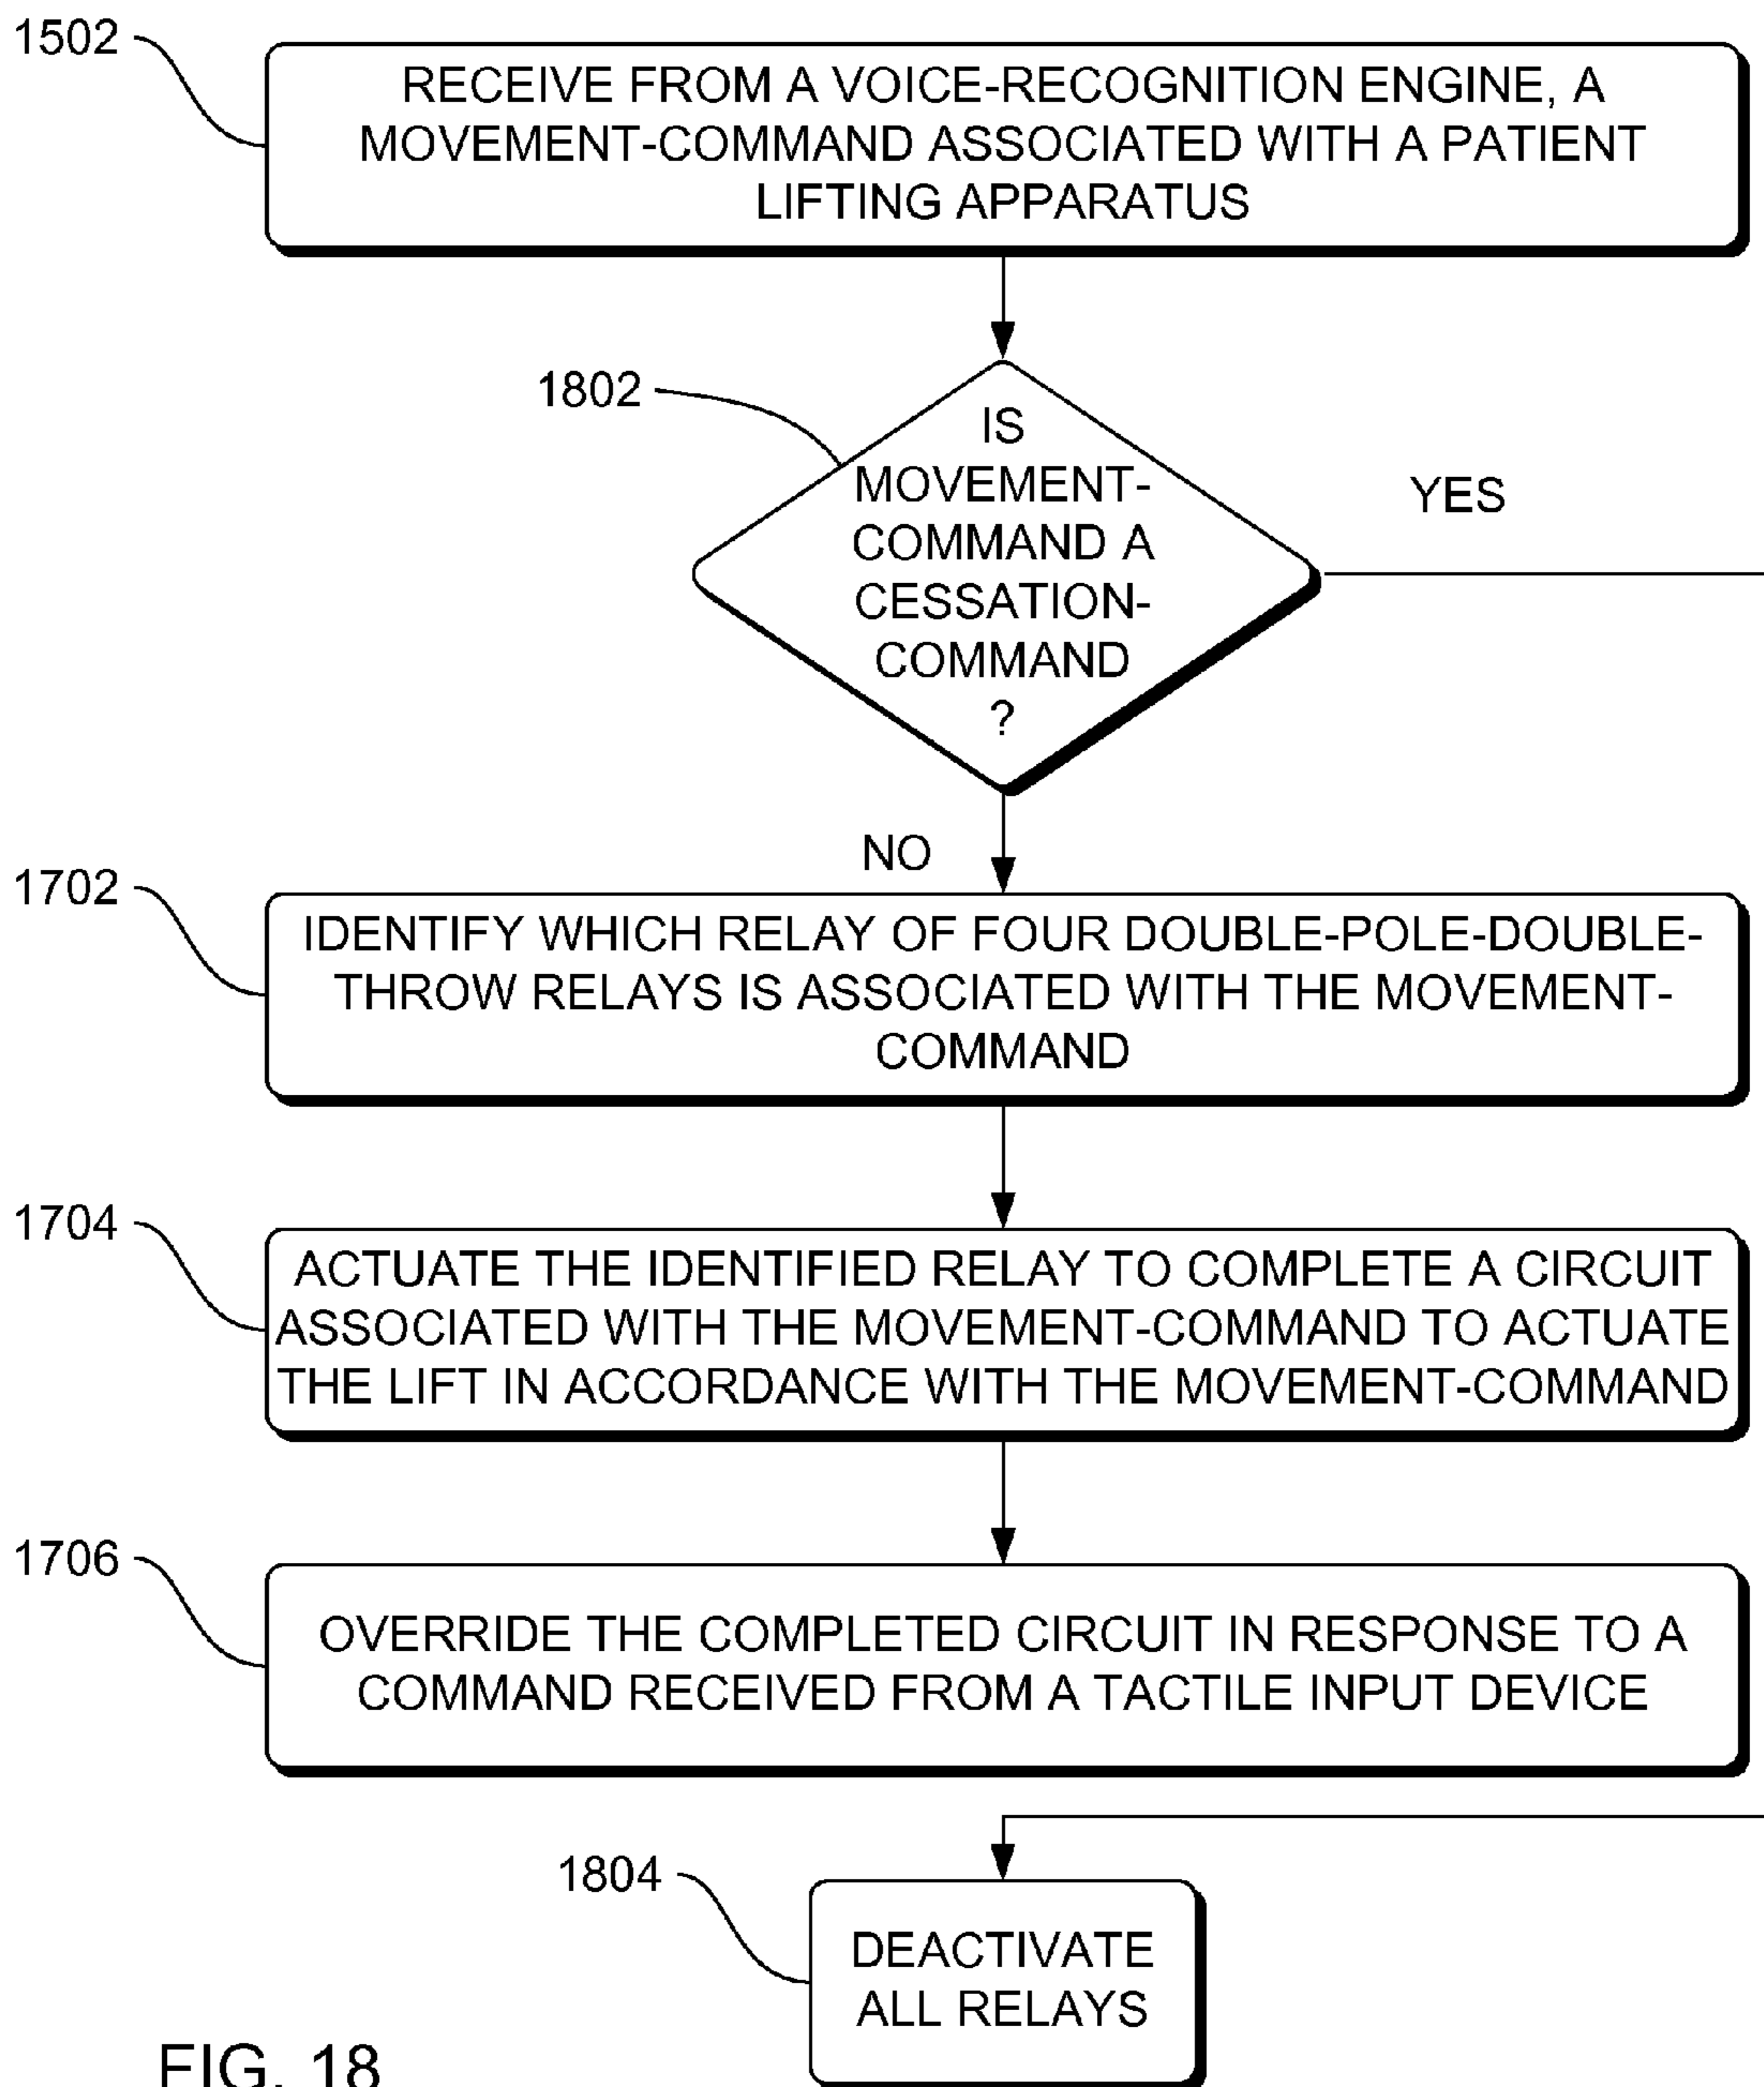 1502
RECEIVE FROM A VOICE-RECOGNITION ENGINE, A
MOVEMENT-COMMAND ASSOCIATED WITH A PATIENT
LIFTING APPARATUS
1802
IS
MOVEMENT-
COMMAND A
CESSATION-
COMMAND
?
YES
NO
1702
IDENTIFY WHICH RELAY OF FOUR DOUBLE-POLE-DOUBLE-
THROW RELAYS IS ASSOCIATED WITH THE MOVEMENT-
COMMAND
1704
ACTUATE THE IDENTIFIED RELAY TO COMPLETE A CIRCUIT
ASSOCIATED WITH THE MOVEMENT-COMMAND TO ACTUATE
THE LIFT IN ACCORDANCE WITH THE MOVEMENT-COMMAND
1706
OVERRIDE THE COMPLETED CIRCUIT IN RESPONSE TO A
COMMAND RECEIVED FROM A TACTILE INPUT DEVICE
1804
DEACTIVATE
ALL RELAYS
FIG. 18